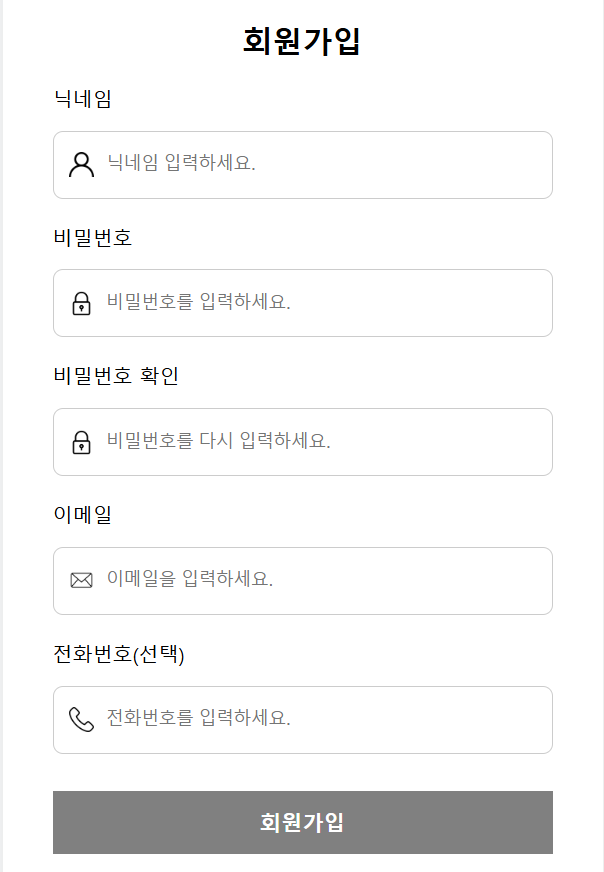 회원가입
닉네임
닉네임 입력하세요.
비밀번호
비밀번호를 입력하세요.
비밀번호 확인
비밀번호를 다시 입력하세요.
이메일
이메일을 입력하세요.
전화번호(선택)
전화번호를 입력하세요.
회원가입